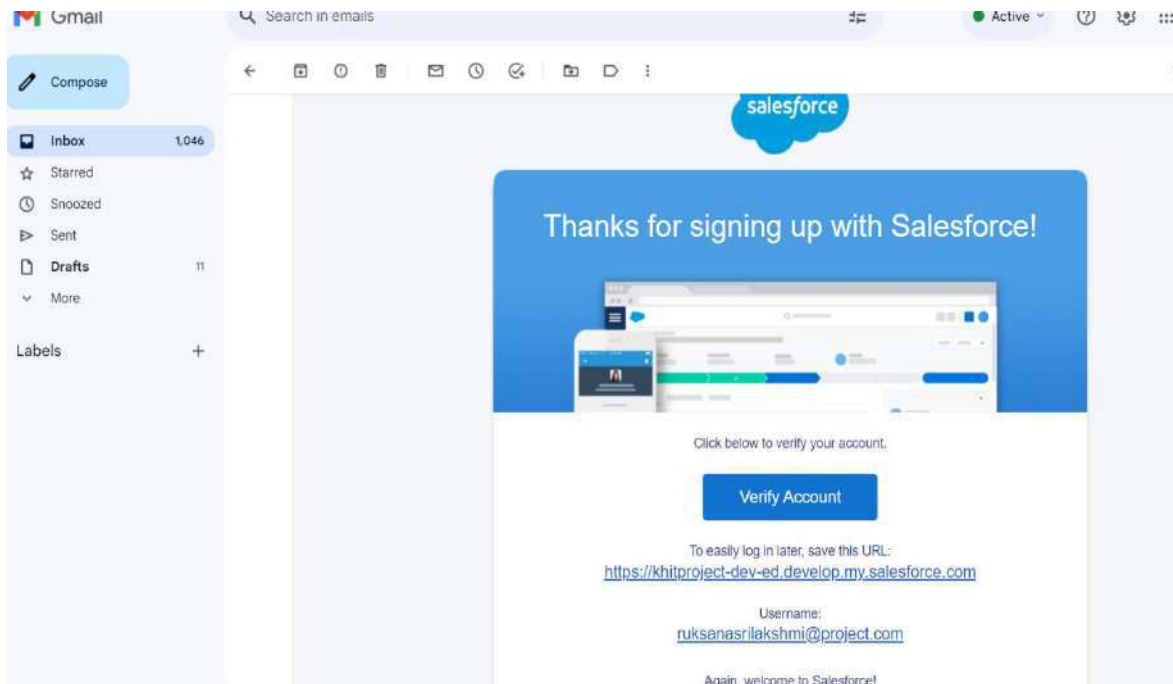 Gmail
Search in emails
Active
Compose
Inbox 1,046
Starred
Snoozed
Sent
Drafts 11
More
Labels
salesforce
Thanks for signing up with Salesforce!
Click below to verify your account.
Verify Account
To easily log in later, save this URL:
https://khitproject-dev-ed.develop.my.salesforce.com
Username:
ruksanasrilakshmi@project.com
Again, welcome to Salesforce!